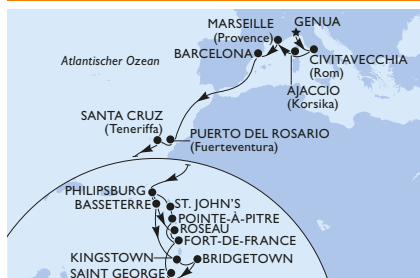 MARSEILLE
(Provence)
GENUA
BARCELONA
CIVITAVECCHIA
(Rom)
Atlantischer Ozean
AJACCIO
(Korsika)
SANTA CRUZ
(Teneriffa)
PUERTO DEL ROSARIO
(Fuerteventura)
PHILIPSBURG
BASSETERRE
ST. JOHN'S
POINTE-À-PITRE
ROSEAU
FORT-DE-FRANCE
KINGSTOWN
BRIDGETOWN
SAINT GEORGE